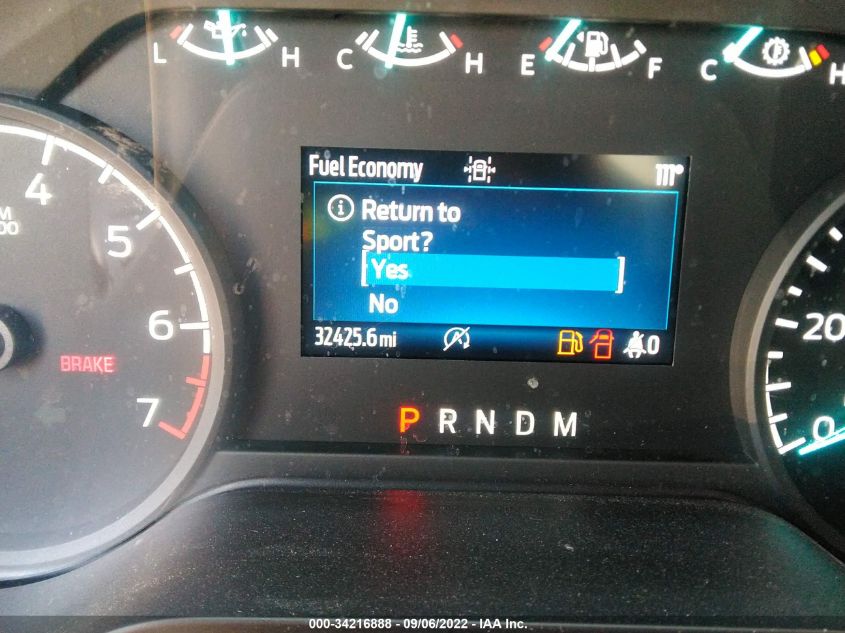 L H C H E F C H
Fuel Economy 111°
Return to
Sport?
[Yes]
No
32425.6 mi 0
4
5
6
7
BRAKE
P R N D M
20
0
000-34216888 - 09/06/2022 - IAA Inc.